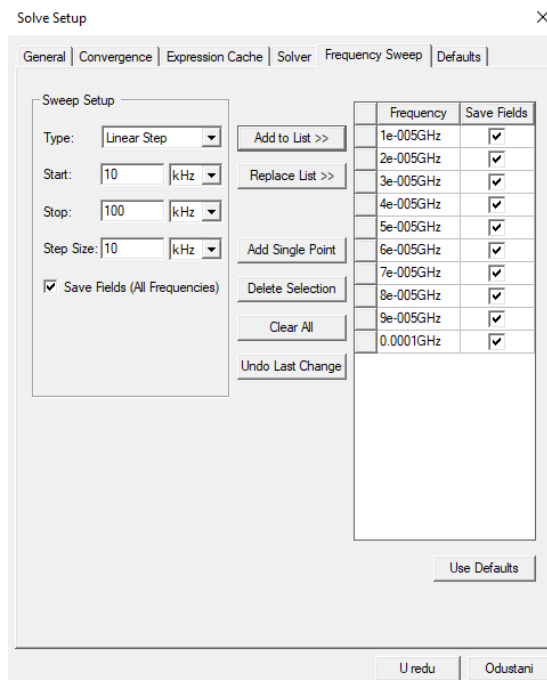 Solve Setup
General Convergence Expression Cache Solver Frequency Sweep Defaults
Sweep Setup
Type: Linear Step
Start: 10 kHz
Stop: 100 kHz
Step Size: 10 kHz
Save Fields (All Frequencies)
Add to List >>
Replace List >>
Add Single Point
Delete Selection
Clear All
Undo Last Change
Frequency Save Fields
1e-005GHz
2e-005GHz
3e-005GHz
4e-005GHz
5e-005GHz
6e-005GHz
7e-005GHz
8e-005GHz
9e-005GHz
0.0001GHz
Use Defaults
U redu Odustani